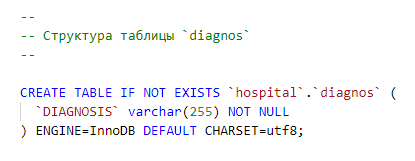 --
-- Структура таблицы `diagnos`
--
CREATE TABLE IF NOT EXISTS `hospital`.`diagnos` (
  `DIAGNOSIS` varchar(255) NOT NULL
) ENGINE=InnoDB DEFAULT CHARSET=utf8;